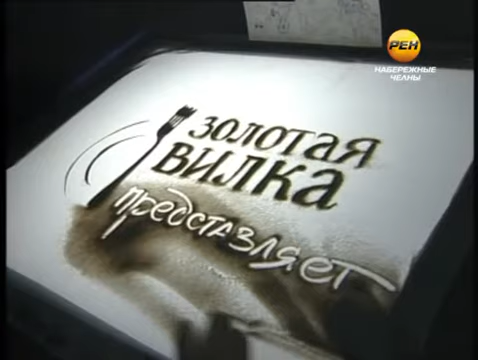 РЕН
НАБЕРЕЖНЫЕ
ЧЕЛНЫ
ЗОЛОТАЯ
ВИЛКА
представляет